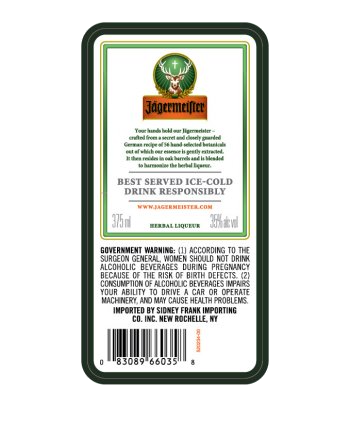 Jägermeister
Your hands hold our Jägermeister –
crafted from a secret and closely guarded
German recipe of 56 hand-selected botanicals
out of which our essence is gently extracted.
It then resides in oak barrels and is blended
to harmonize the herbal liqueur.
BEST SERVED ICE-COLD
DRINK RESPONSIBLY
WWW.JAGERMEISTER.COM
375 ml HERBAL LIQUEUR 35% alc vol
GOVERNMENT WARNING: (1) ACCORDING TO THE
SURGEON GENERAL, WOMEN SHOULD NOT DRINK
ALCOHOLIC BEVERAGES DURING PREGNANCY
BECAUSE OF THE RISK OF BIRTH DEFECTS. (2)
CONSUMPTION OF ALCOHOLIC BEVERAGES IMPAIRS
YOUR ABILITY TO DRIVE A CAR OR OPERATE
MACHINERY, AND MAY CAUSE HEALTH PROBLEMS.
IMPORTED BY SIDNEY FRANK IMPORTING
CO. INC. NEW ROCHELLE, NY
0 83089 66035 8